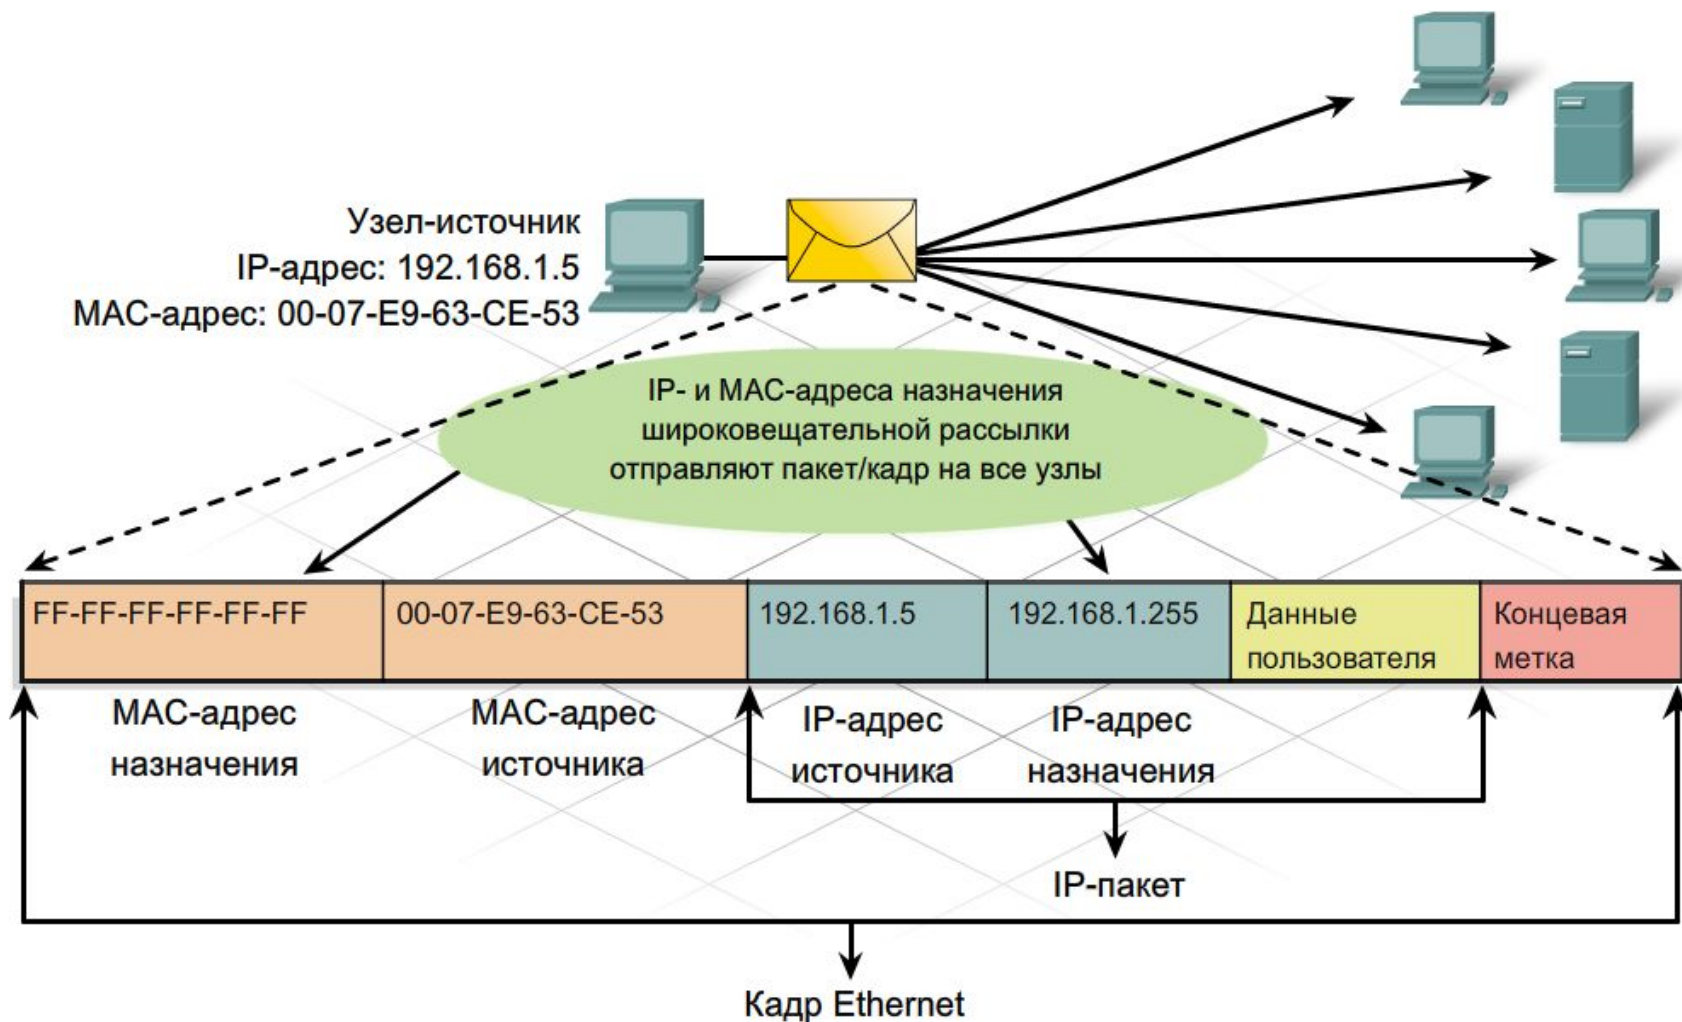 Узел-источник
IP-адрес: 192.168.1.5
MAC-адрес: 00-07-E9-63-CE-53
IP- и MAC-адреса назначения
широковещательной рассылки
отправляют пакет/кадр на все узлы
FF-FF-FF-FF-FF-FF
00-07-E9-63-CE-53
192.168.1.5
192.168.1.255
Данные
пользователя
Концевая
метка
MAC-адрес
назначения
MAC-адрес
источника
IP-адрес
источника
IP-адрес
назначения
IP-пакет
Кадр Ethernet